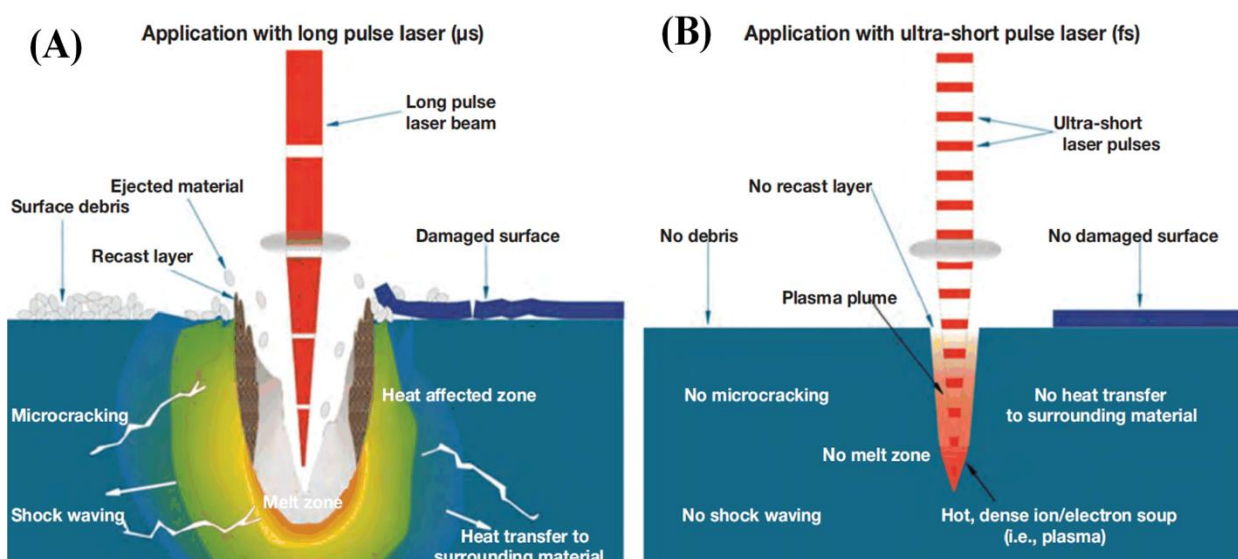 (A)
Application with long pulse laser (µs)
Long pulse
laser beam
Ejected material
Surface debris
Recast layer
Damaged surface
Microcracking
Heat affected zone
Shock waving
Melt zone
Heat transfer to
surrounding material
(B)
Application with ultra-short pulse laser (fs)
Ultra-short
laser pulses
No recast layer
No debris
No damaged surface
Plasma plume
No microcracking
No heat transfer
to surrounding material
No melt zone
No shock waving
Hot, dense ion/electron soup
(i.e., plasma)